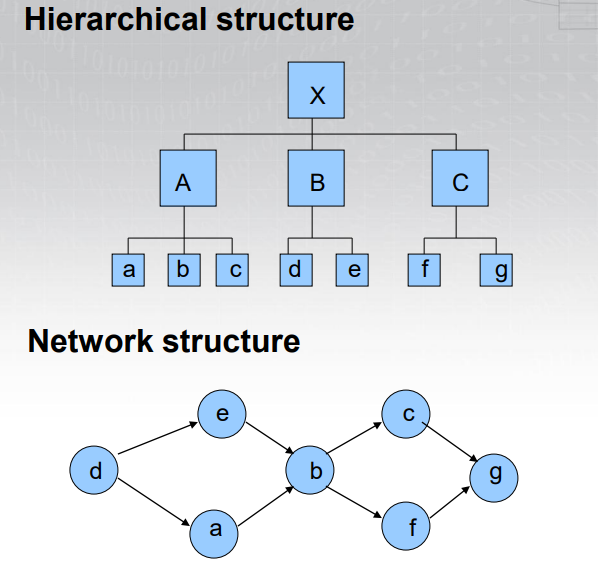 Hierarchical structure
X
A B C
a b c d e f g
Network structure
e c
d b g
a f